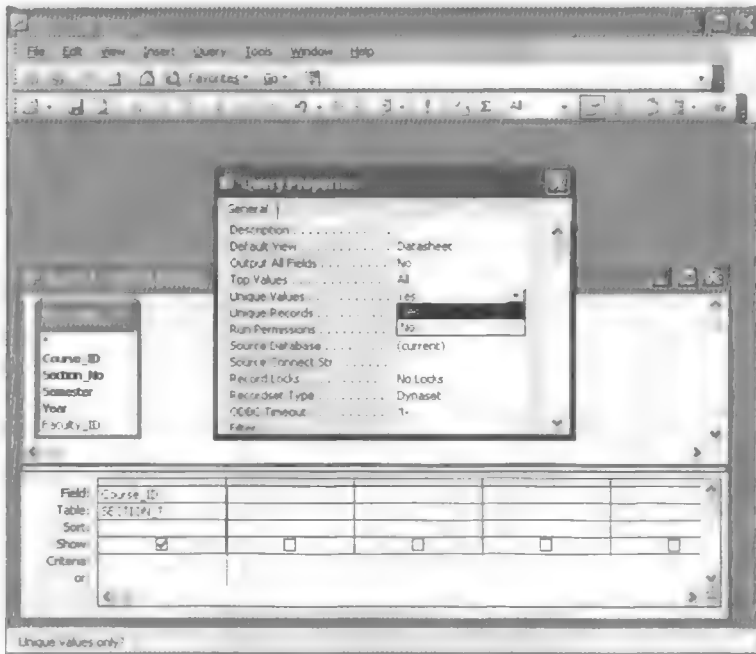 File Edit View Insert Query Tools Window Help
Favorites Go
All
Query Properties
General
Description
Default View Datasheet
Output All Fields No
Top Values All
Unique Values Yes
Unique Records Yes
Run Permissions No
Source Database (current)
Source Connect Str
Record Locks No Locks
Recordset Type Dynaset
ODBC Timeout
Filter
*
Course_ID
Section_No
Semester
Year
Faculty_ID
Field: Course_ID
Table: SECTION_T
Sort:
Show:
Criteria:
or:
Unique values only?